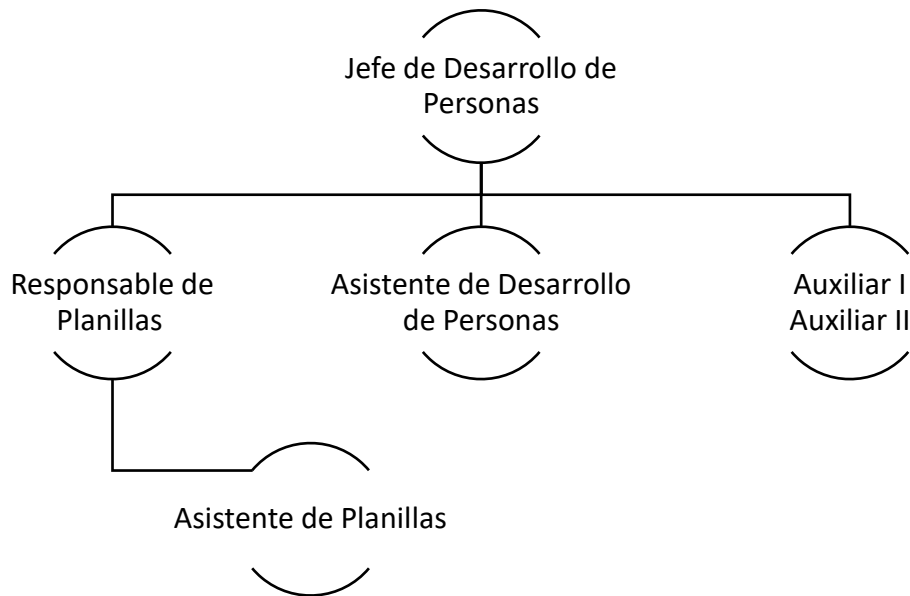 Jefe de Desarrollo de
Personas
Responsable de
Planillas
Asistente de Desarrollo
de Personas
Auxiliar I
Auxiliar II
Asistente de Planillas